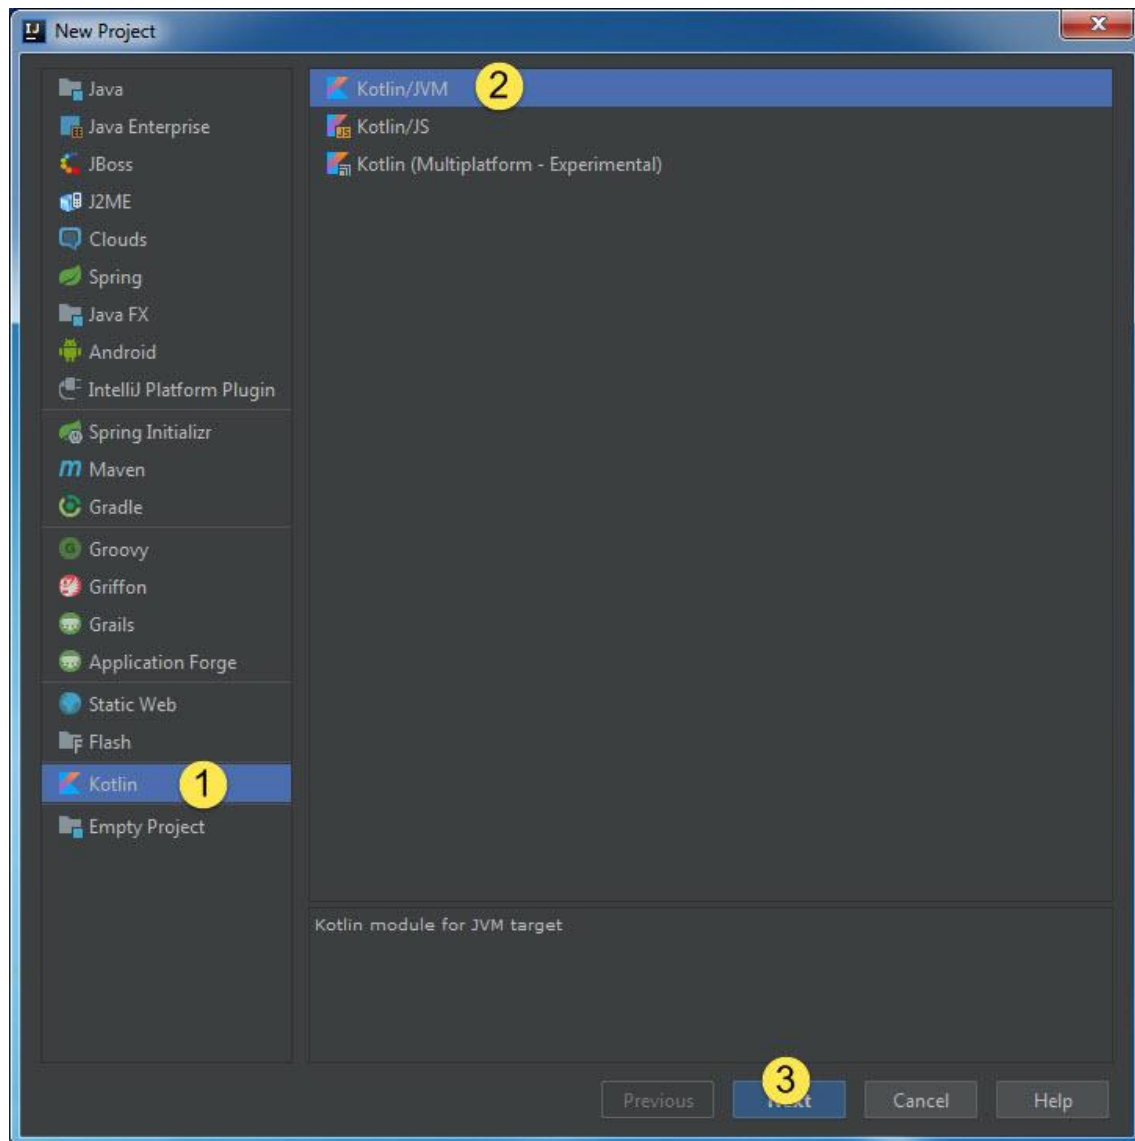 New Project
Java
Java Enterprise
JBoss
J2ME
Clouds
Spring
Java FX
Android
IntelliJ Platform Plugin
Spring Initializr
Maven
Gradle
Groovy
Griffon
Grails
Application Forge
Static Web
Flash
Kotlin 1
Empty Project
Kotlin/JVM 2
Kotlin/JS
Kotlin (Multiplatform - Experimental)
Kotlin module for JVM target
3
Previous Next Cancel Help